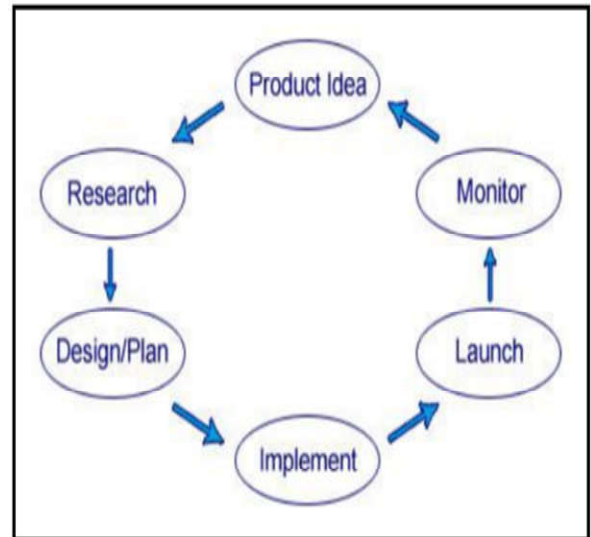 Product Idea
Research
Monitor
Design/Plan
Launch
Implement